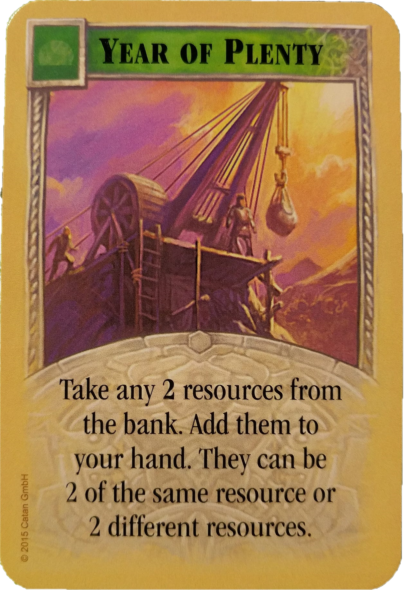 YEAR OF PLENTY
Take any 2 resources from
the bank. Add them to
your hand. They can be
2 of the same resource or
2 different resources.
© 2015 Catan GmbH